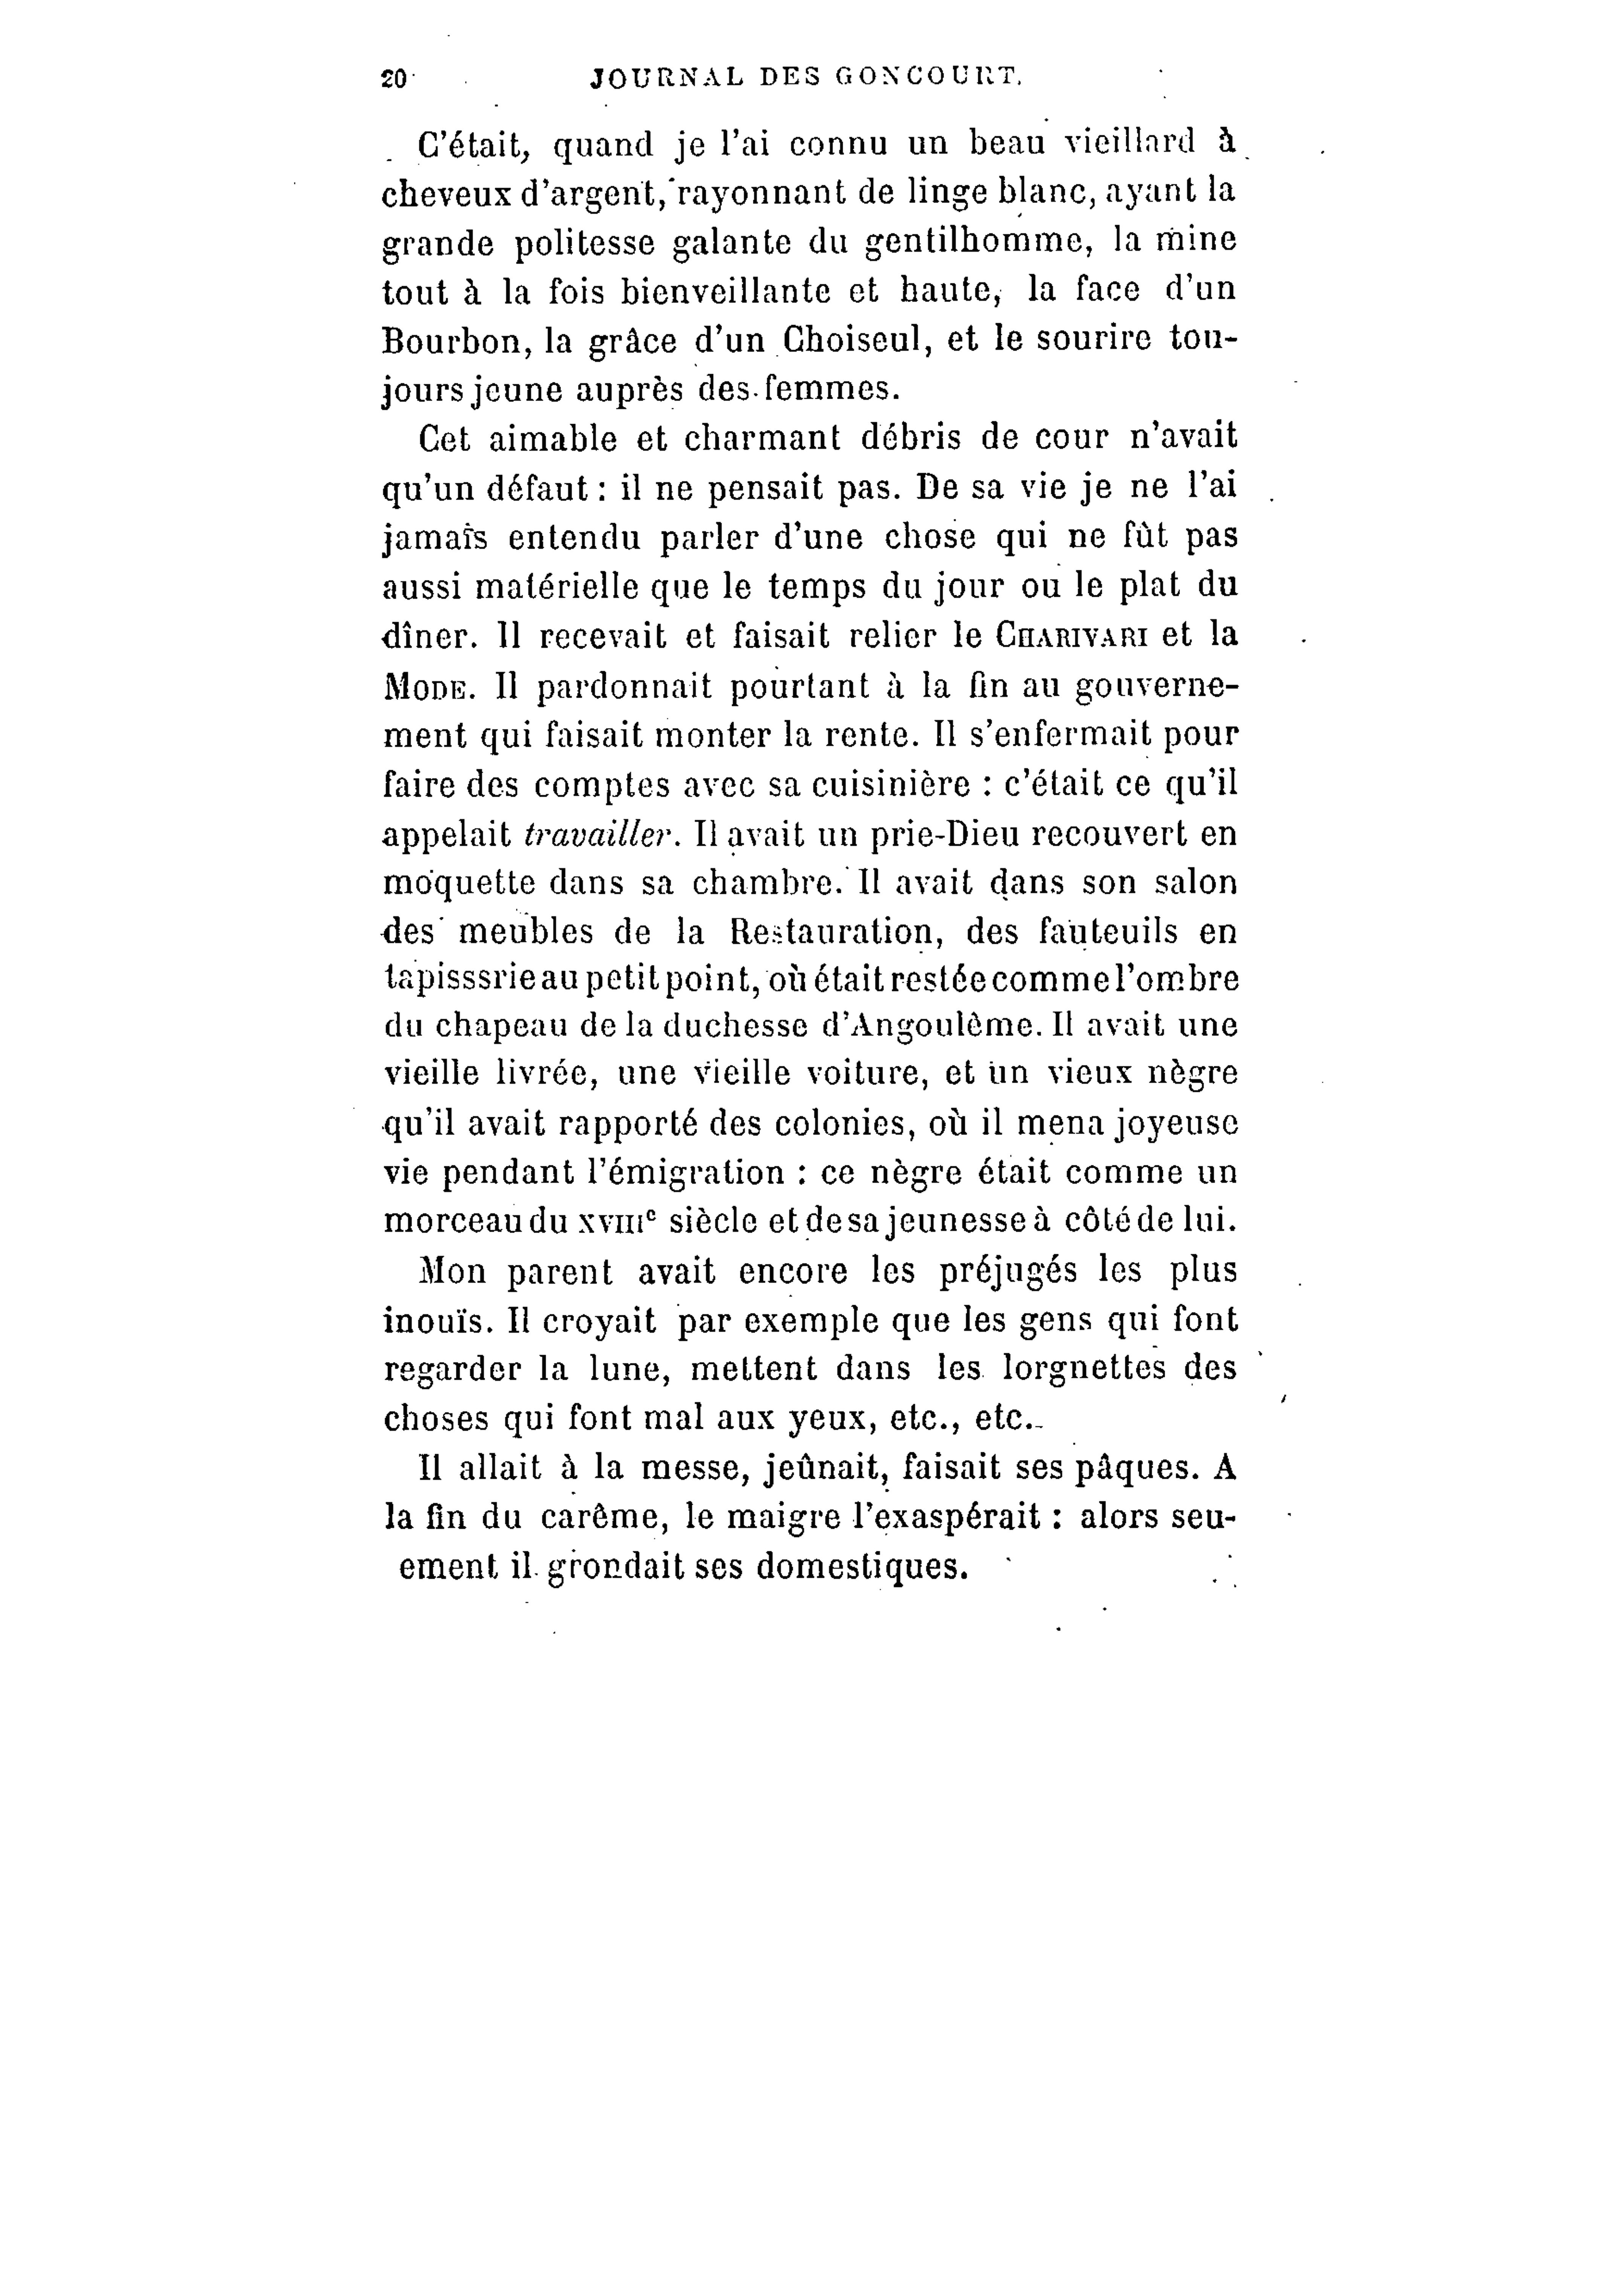 20 JOURNAL DES GONCOURT.
C'était, quand je l'ai connu un beau vieillard à
cheveux d'argent, rayonnant de linge blanc, ayant la
grande politesse galante du gentilhomme, la mine
tout à la fois bienveillante et haute, la face d'un
Bourbon, la grâce d'un Choiseul, et le sourire tou-
jours jeune auprès des femmes.
Cet aimable et charmant débris de cour n'avait
qu'un défaut : il ne pensait pas. De sa vie je ne l'ai
jamais entendu parler d'une chose qui ne fût pas
aussi matérielle que le temps du jour ou le plat du
dîner. Il recevait et faisait relier le CHARIVARI et la
MODE. Il pardonnait pourtant à la fin au gouverne-
ment qui faisait monter la rente. Il s'enfermait pour
faire des comptes avec sa cuisinière : c'était ce qu'il
appelait travailler. Il avait un prie-Dieu recouvert en
moquette dans sa chambre. Il avait dans son salon
des meubles de la Restauration, des fauteuils en
tapisssrie au petit point, où était restée comme l'ombre
du chapeau de la duchesse d'Angoulême. Il avait une
vieille livrée, une vieille voiture, et un vieux nègre
qu'il avait rapporté des colonies, où il mena joyeuse
vie pendant l'émigration : ce nègre était comme un
morceau du XVIIIe siècle et de sa jeunesse à côté de lui.
Mon parent avait encore les préjugés les plus
inouïs. Il croyait par exemple que les gens qui font
regarder la lune, mettent dans les lorgnettes des
choses qui font mal aux yeux, etc., etc.
Il allait à la messe, jeûnait, faisait ses pâques. A
la fin du carême, le maigre l'exaspérait : alors seu-
ement il grondait ses domestiques.